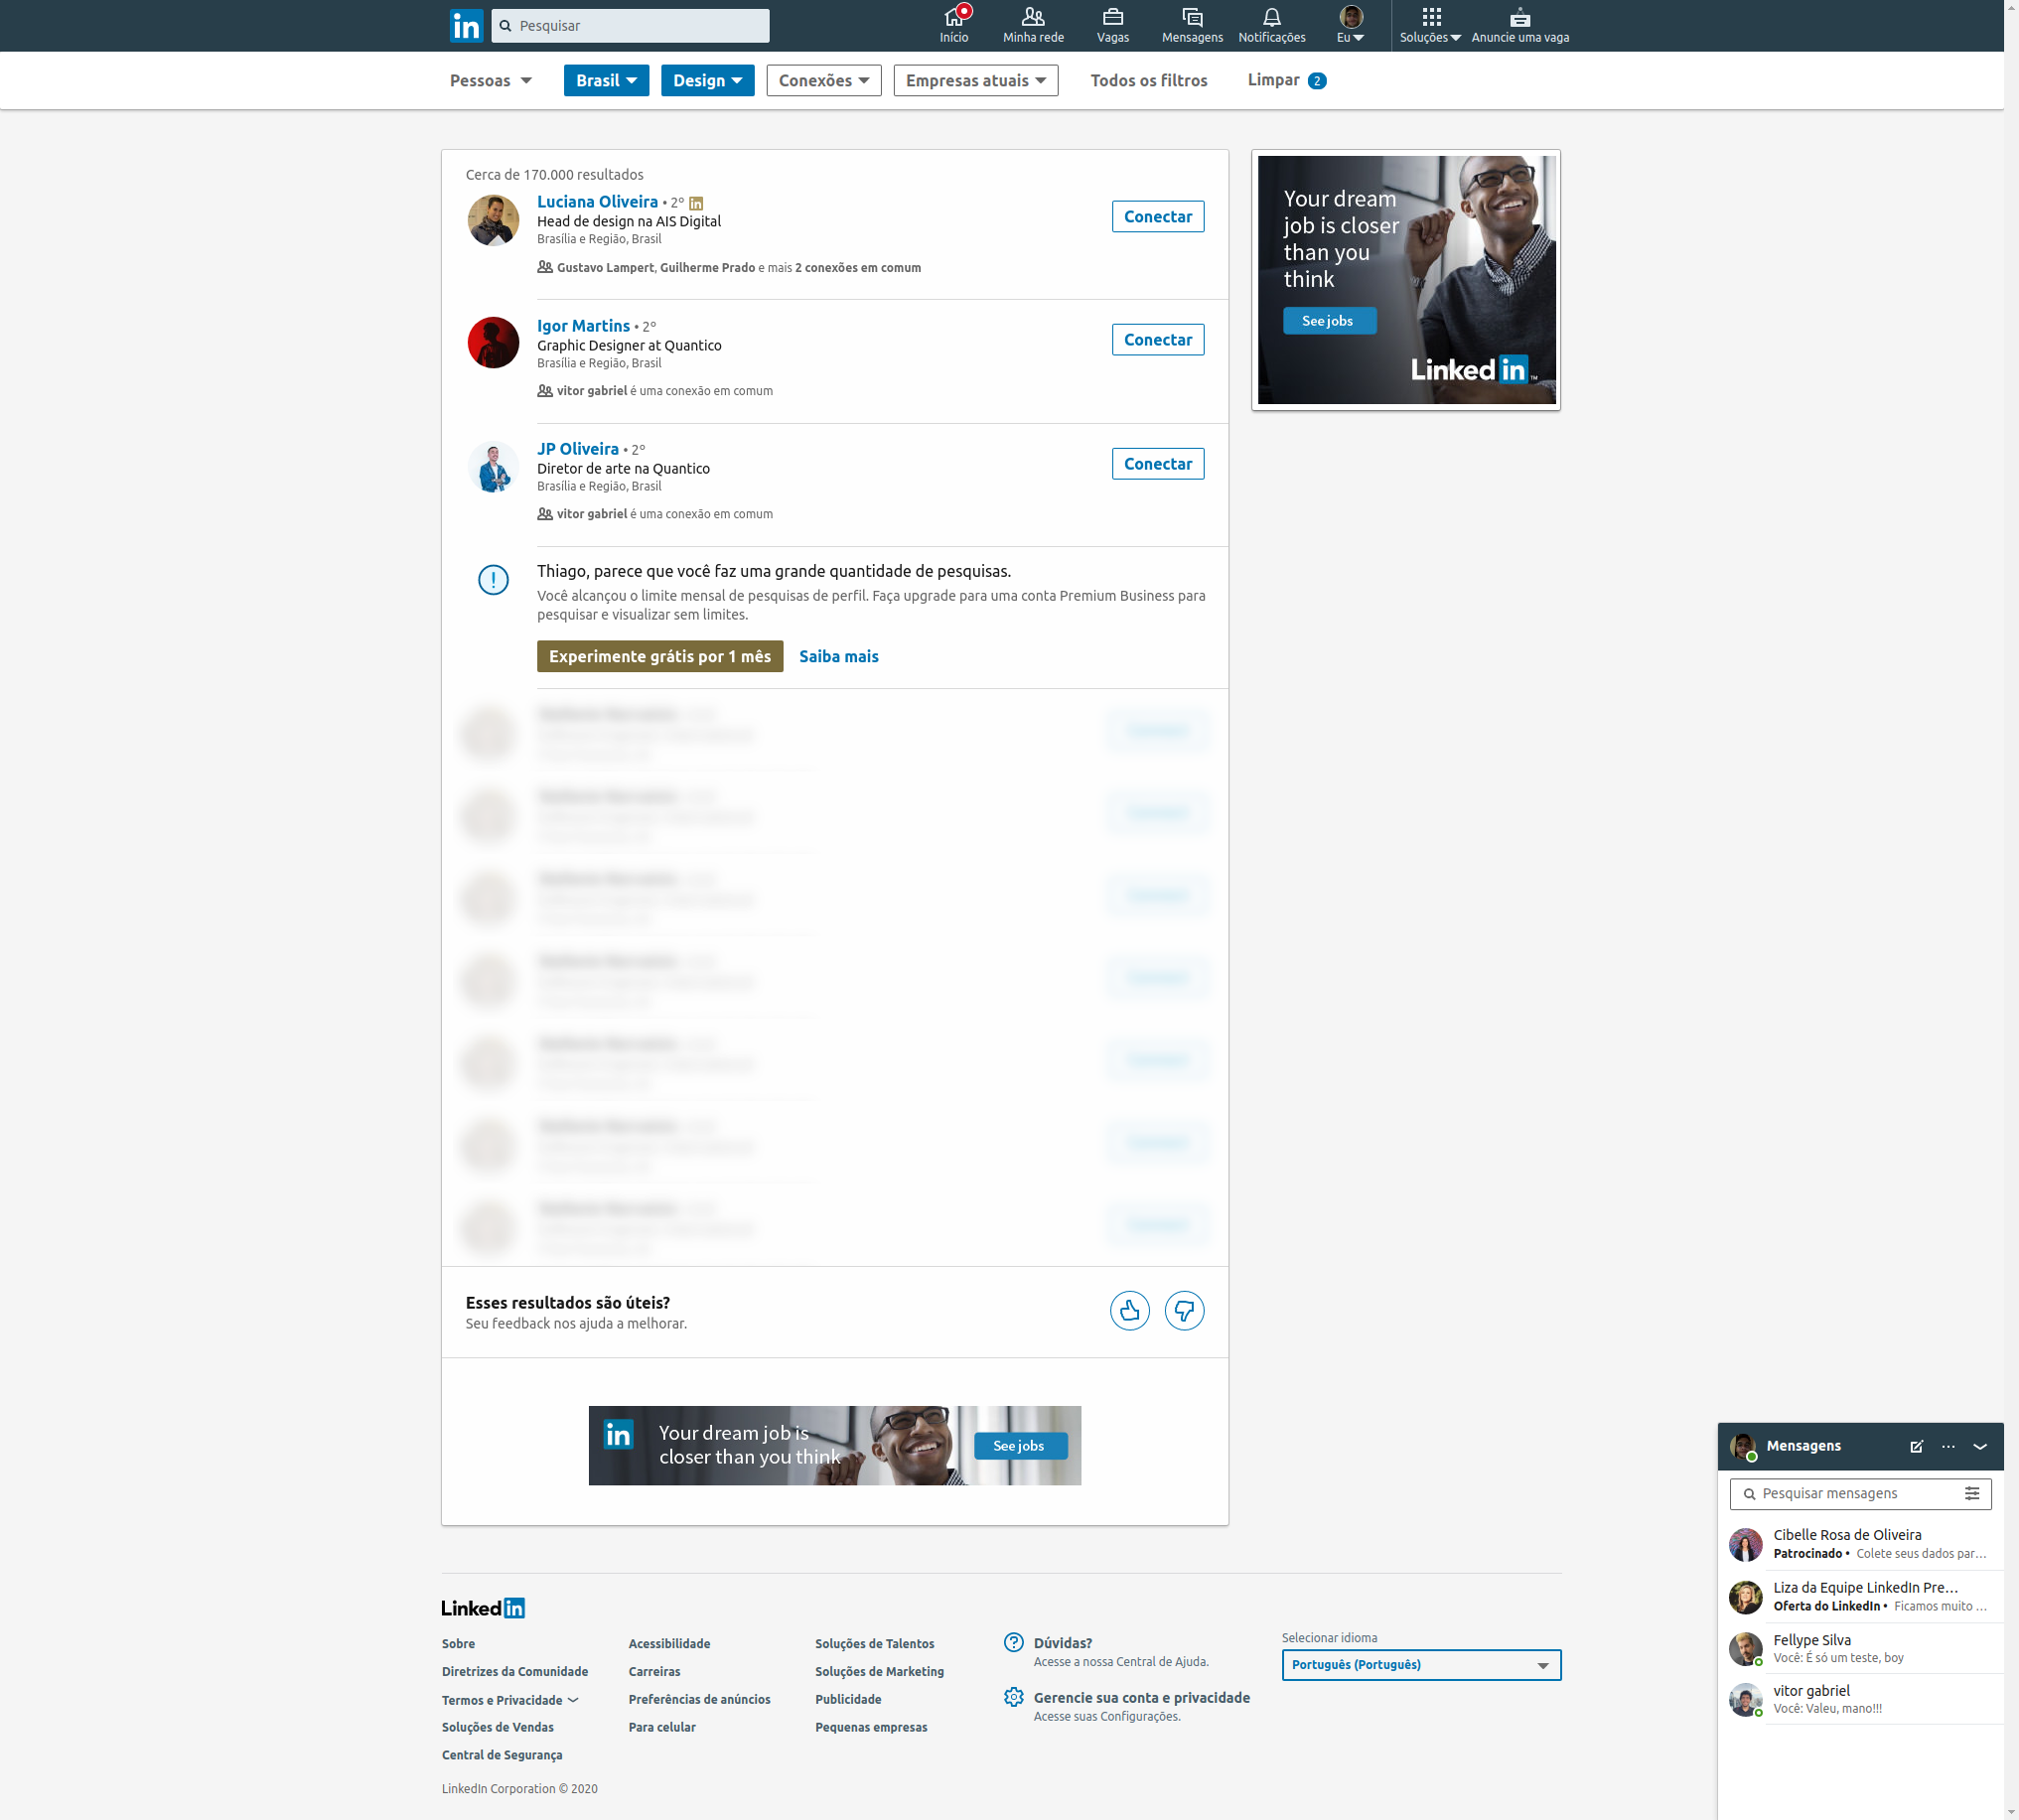 in Pesquisar
Início
Minha rede
Vagas
Mensagens
Notificações
Eu
Soluções
Anuncie uma vaga
Pessoas
Brasil
Design
Conexões
Empresas atuais
Todos os filtros
Limpar 2
Cerca de 170.000 resultados
Luciana Oliveira • 2º in
Head de design na AIS Digital
Brasília e Região, Brasil
Gustavo Lampert, Guilherme Prado e mais 2 conexões em comum
Conectar
Igor Martins • 2º
Graphic Designer at Quantico
Brasília e Região, Brasil
vitor gabriel é uma conexão em comum
Conectar
JP Oliveira • 2º
Diretor de arte na Quantico
Brasília e Região, Brasil
vitor gabriel é uma conexão em comum
Conectar
Thiago, parece que você faz uma grande quantidade de pesquisas.
Você alcançou o limite mensal de pesquisas de perfil. Faça upgrade para uma conta Premium Business para
pesquisar e visualizar sem limites.
Experimente grátis por 1 mês
Saiba mais
Your dream
job is closer
than you
think
See jobs
Linked in ™
Esses resultados são úteis?
Seu feedback nos ajuda a melhorar.
in
Your dream job is
closer than you think
See jobs
Linked in
Sobre
Diretrizes da Comunidade
Termos e Privacidade
Soluções de Vendas
Central de Segurança
Acessibilidade
Carreiras
Preferências de anúncios
Para celular
Soluções de Talentos
Soluções de Marketing
Publicidade
Pequenas empresas
Dúvidas?
Acesse a nossa Central de Ajuda.
Gerencie sua conta e privacidade
Acesse suas Configurações.
Selecionar idioma
Português (Português)
LinkedIn Corporation © 2020
Mensagens
Pesquisar mensagens
Cibelle Rosa de Oliveira
Patrocinado • Colete seus dados par…
Liza da Equipe LinkedIn Pre…
Oferta do LinkedIn • Ficamos muito …
Fellype Silva
Você: É só um teste, boy
vitor gabriel
Você: Valeu, mano!!!